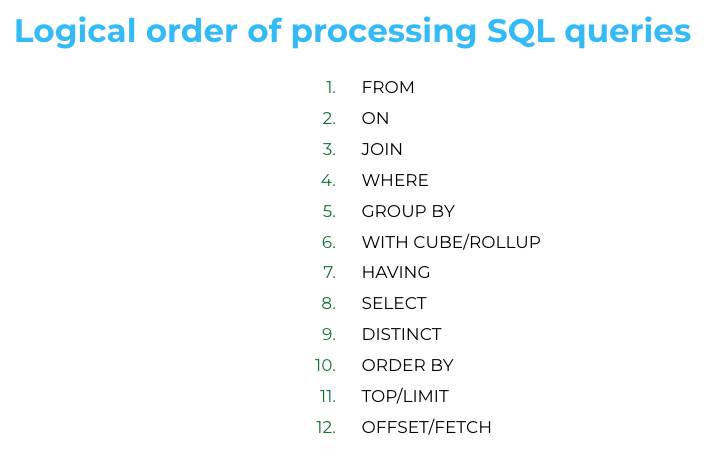 Logical order of processing SQL queries
1. FROM
2. ON
3. JOIN
4. WHERE
5. GROUP BY
6. WITH CUBE/ROLLUP
7. HAVING
8. SELECT
9. DISTINCT
10. ORDER BY
11. TOP/LIMIT
12. OFFSET/FETCH